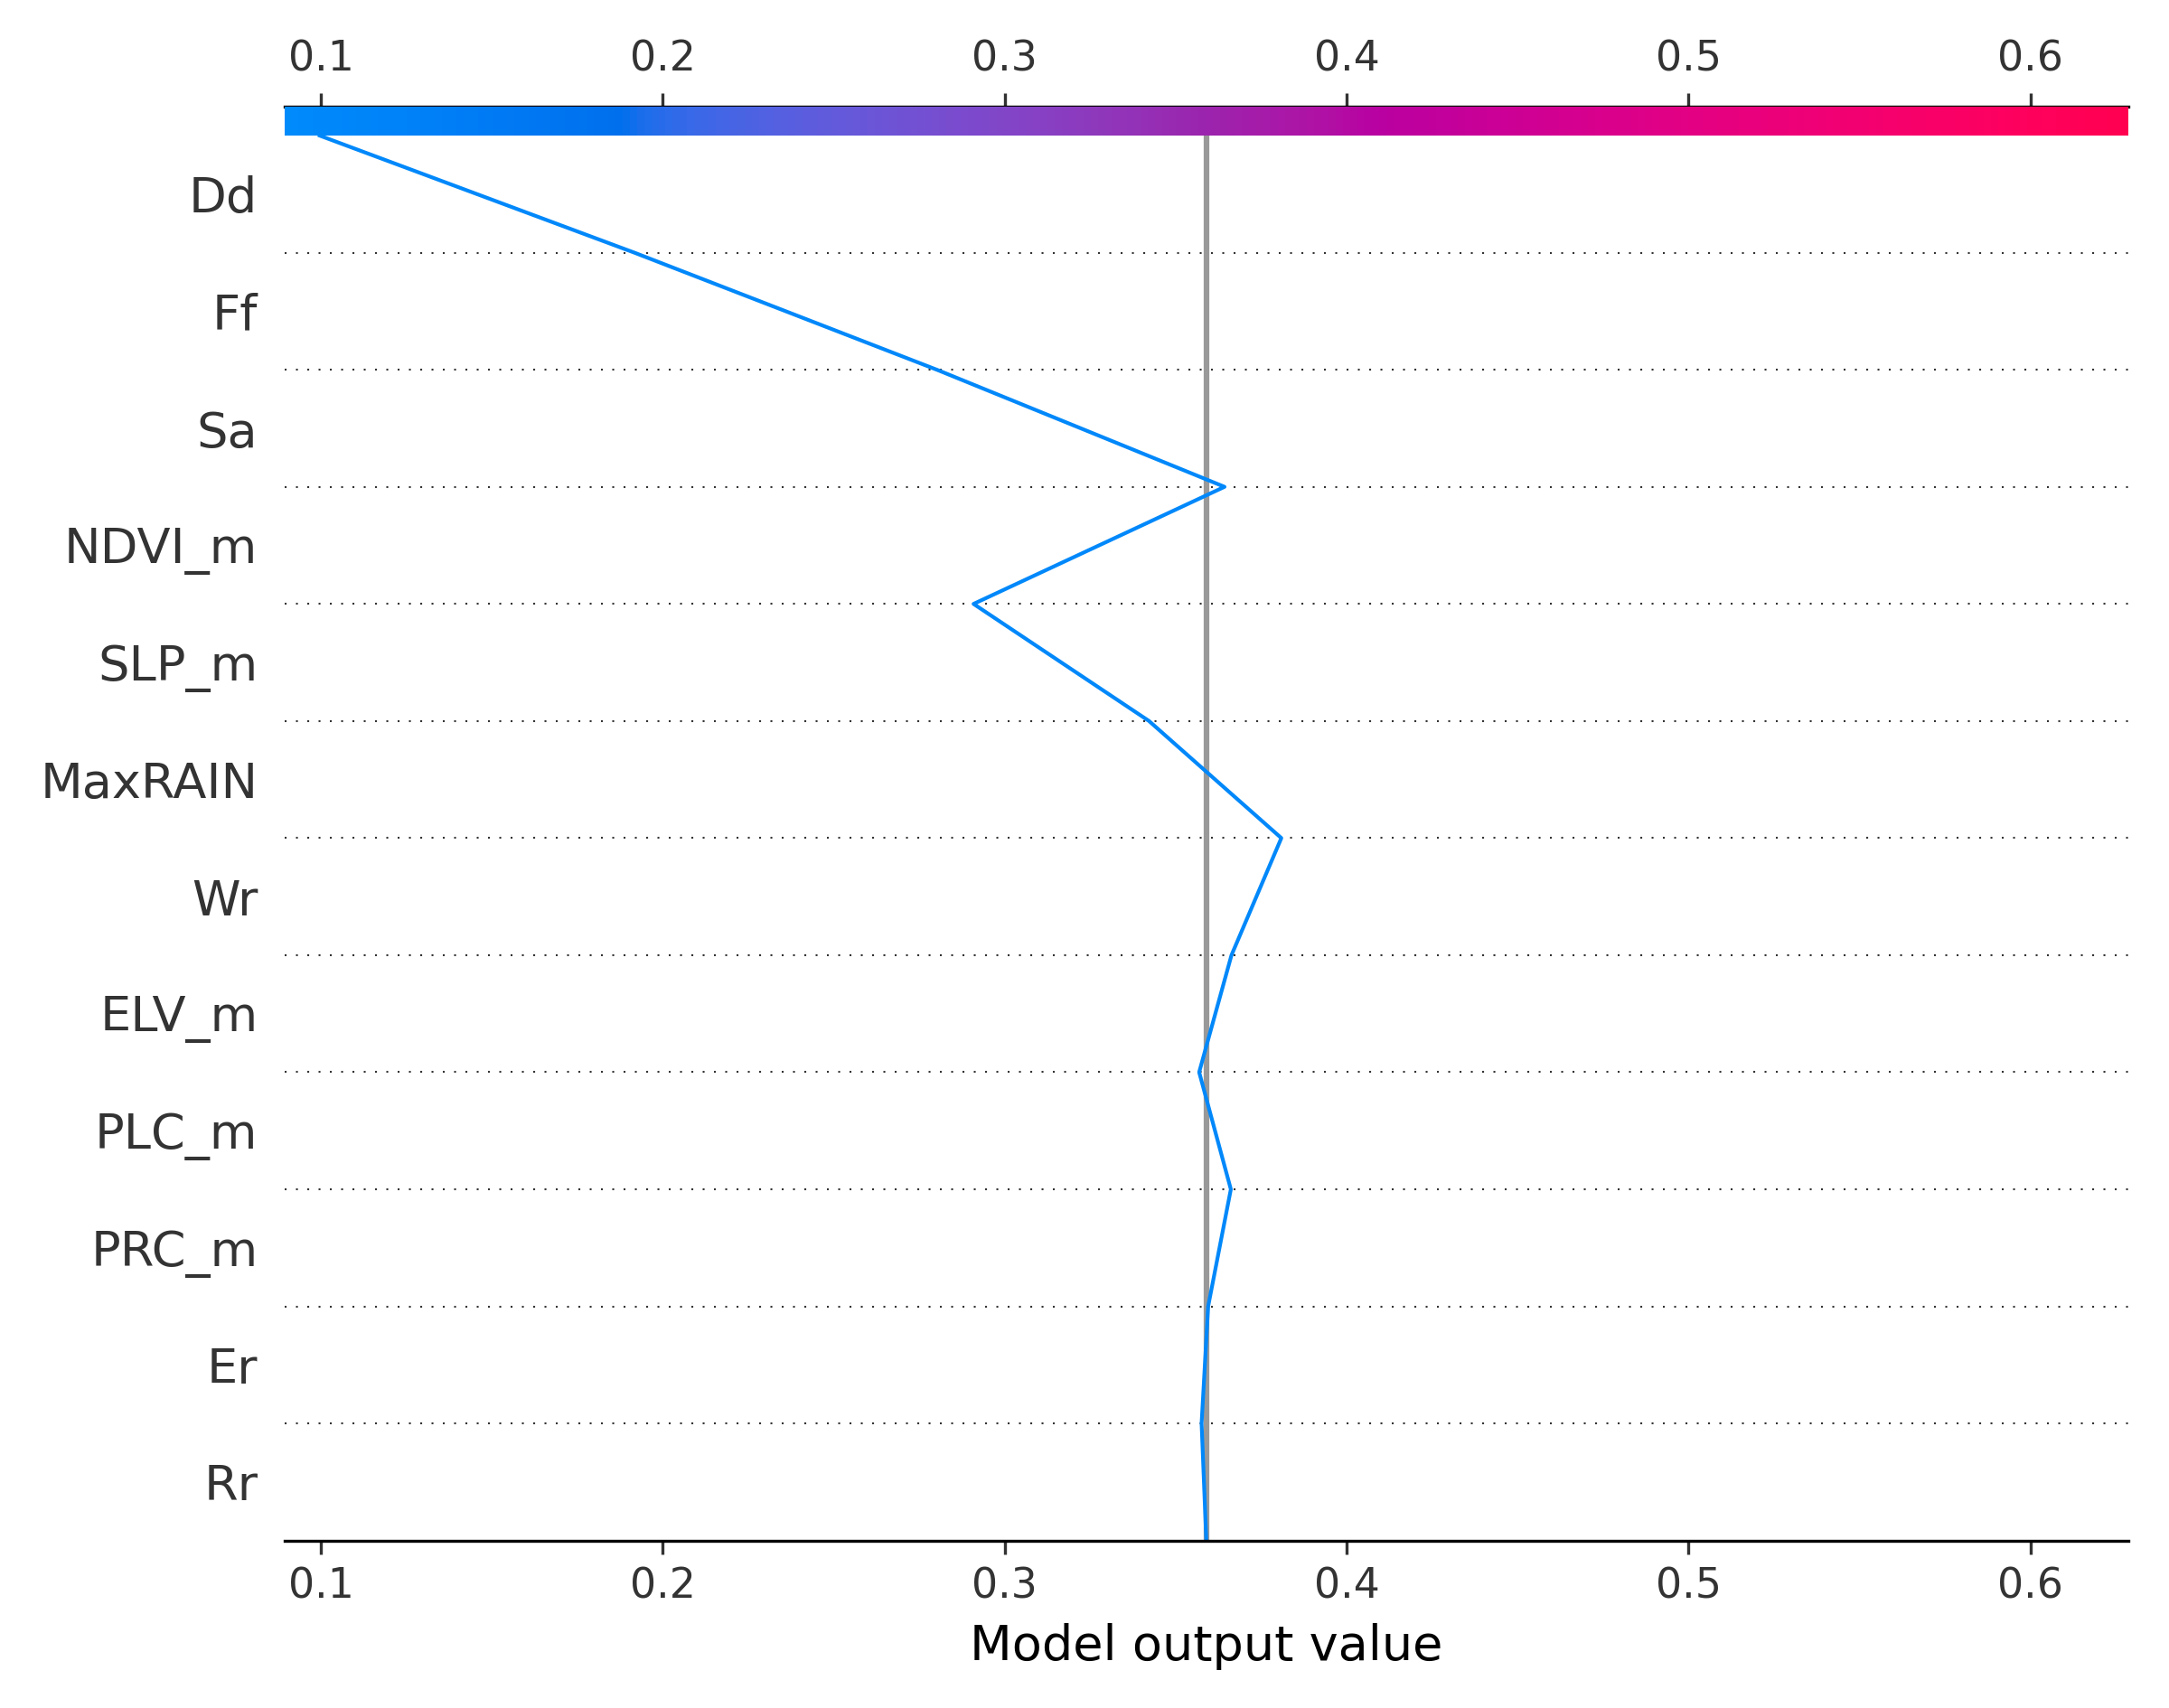 0.1 0.2 0.3 0.4 0.5 0.6
Dd
Ff
Sa
NDVI_m
SLP_m
MaxRAIN
Wr
ELV_m
PLC_m
PRC_m
Er
Rr
0.1 0.2 0.3 0.4 0.5 0.6
Model output value